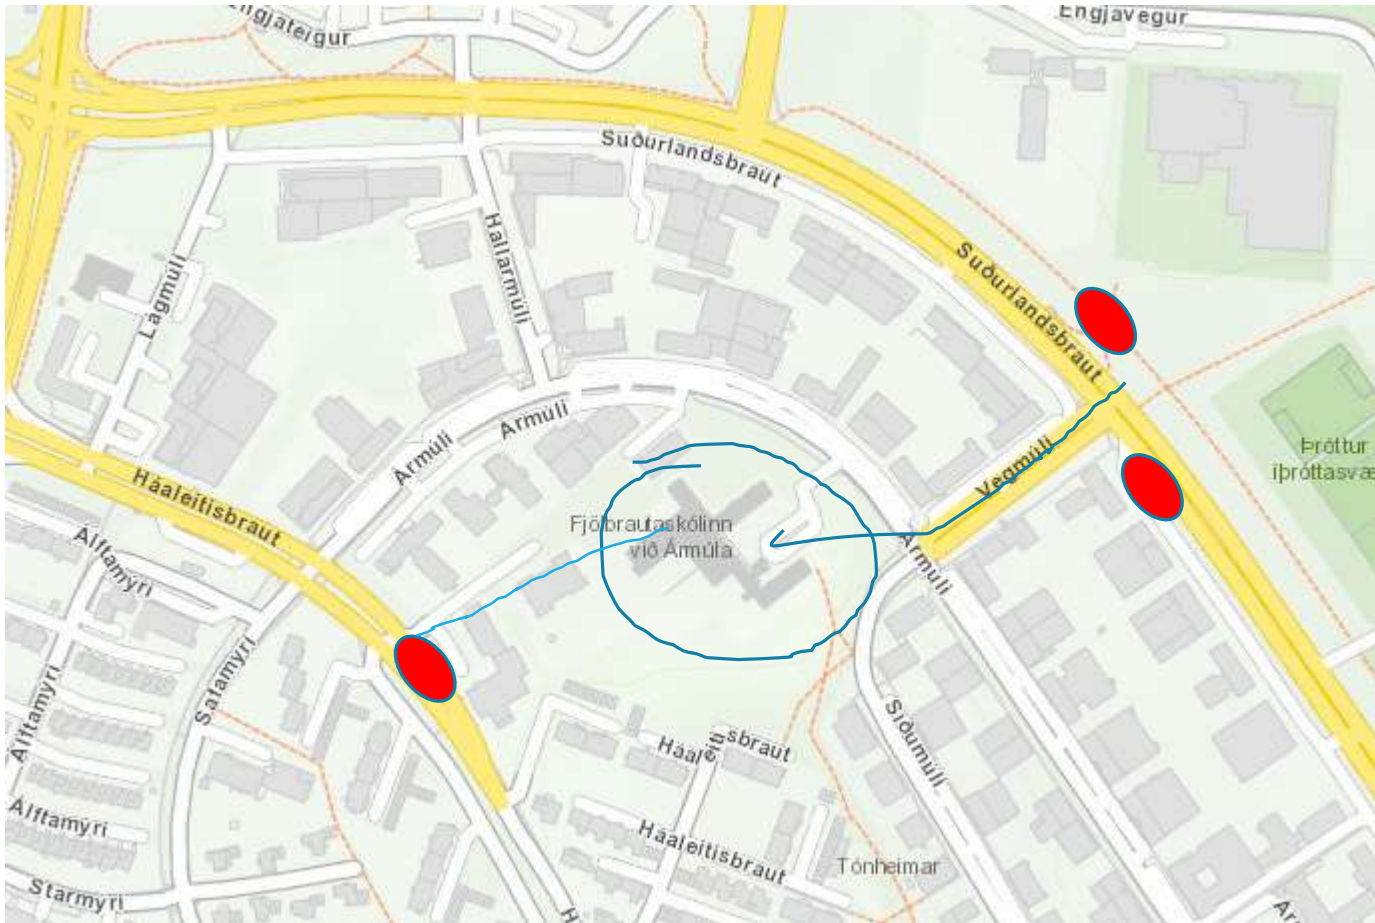 Engjateigur
Engjavegur
Suðurlandsbraut
Hallarmúli
Lágmúli
Suðurlandsbraut
Ármúli
Ármúli
Vegmúli
Þróttur
íþróttasvæ
Háaleitisbraut
Fjölbrautaskólinn
við Ármúla
Ármúli
Álftamýri
Safamýri
Álftamýri
Síðumúli
Háaleitisbraut
Álftamýri
Háaleitisbraut
Tónheimar
Starmýri
H
Ár